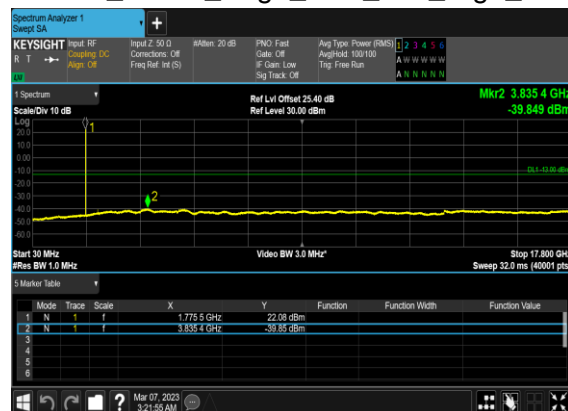 Spectrum Analyzer 1
Swept SA
+
KEYSIGHT Input: RF Input Z: 50 Ω #Atten: 20 dB PNO: Fast Avg Type: Power (RMS) 1 2 3 4 5 6
R T Coupling: DC Corrections: Off Gate: Off Avg|Hold: 100/100 A W W W W W
Align: Off Freq Ref: Int (S) IF Gain: Low Trig: Free Run
LM Sig Track: Off A N N N N N
1 Spectrum Ref Lvl Offset 25.40 dB Mkr2 3.835 4 GHz
Scale/Div 10 dB Ref Level 30.00 dBm -39.849 dBm
Log
1
20.0
10.0
0.00
-10.0 DL1 -13.00 dBm
-20.0
-30.0
2
-40.0
-50.0
-60.0
Start 30 MHz Video BW 3.0 MHz* Stop 17.800 GHz
#Res BW 1.0 MHz Sweep 32.0 ms (40001 pts)
5 Marker Table
Mode Trace Scale X Y Function Function Width Function Value
1 N 1 f 1.775 5 GHz 22.08 dBm
2 N 1 f 3.835 4 GHz -39.85 dBm
3
4
5
6
? Mar 07, 2023
3:21:55 AM